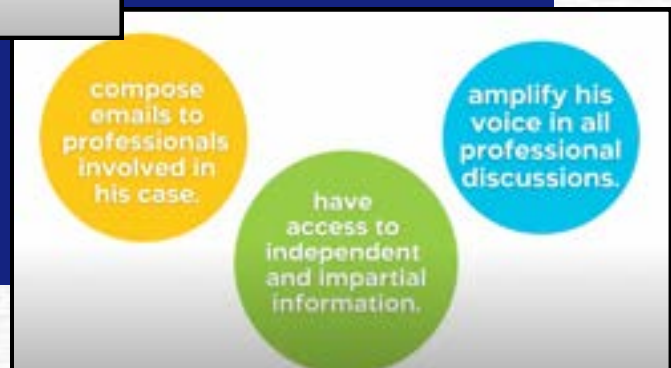 compose
emails to
professionals
involved in
his case.
have
access to
independent
and impartial
information.
amplify his
voice in all
professional
discussions.